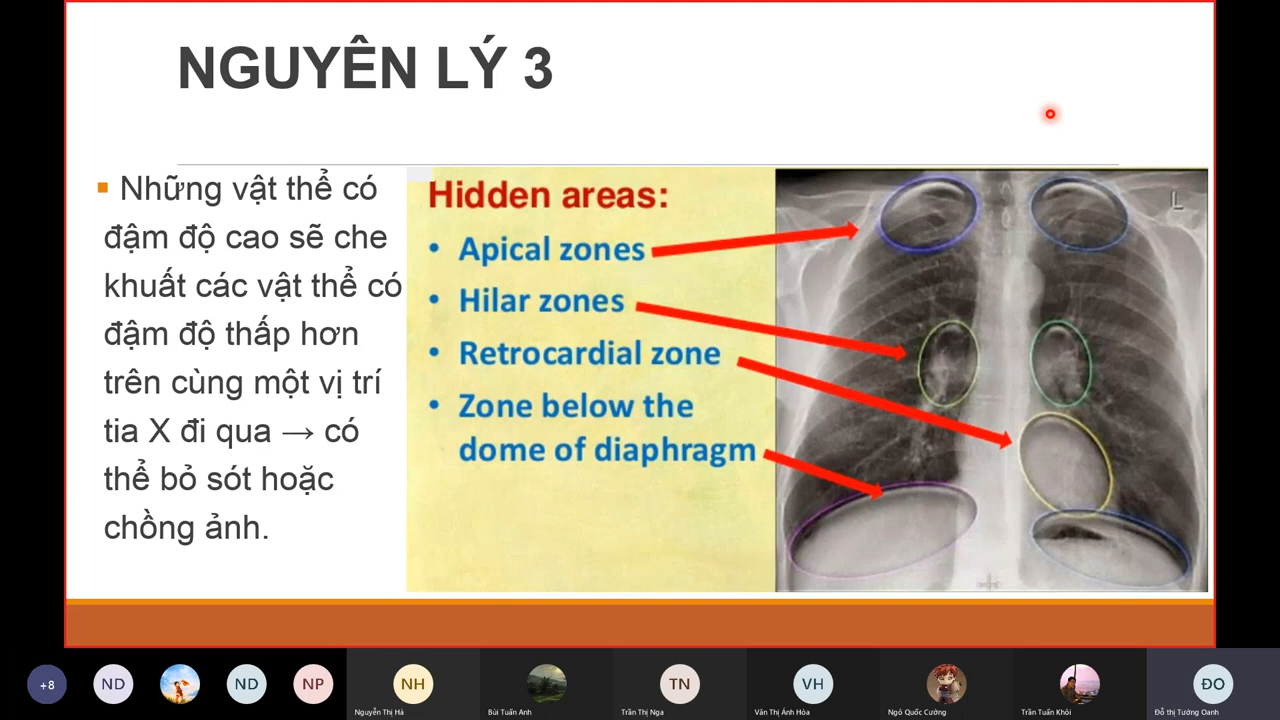 NGUYÊN LÝ 3
▪ Những vật thể có
đậm độ cao sẽ che
khuất các vật thể có
đậm độ thấp hơn
trên cùng một vị trí
tia X đi qua → có
thể bỏ sót hoặc
chồng ảnh.
Hidden areas:
• Apical zones
• Hilar zones
• Retrocardial zone
• Zone below the
dome of diaphragm
L
+8
ND
ND
NP
NH
TN
VH
ĐO
Nguyễn Thị Hà
Bùi Tuấn Anh
Trần Thị Nga
Văn Thị Ánh Hòa
Ngô Quốc Cường
Trần Tuấn Khôi
Đỗ thị Tường Oanh